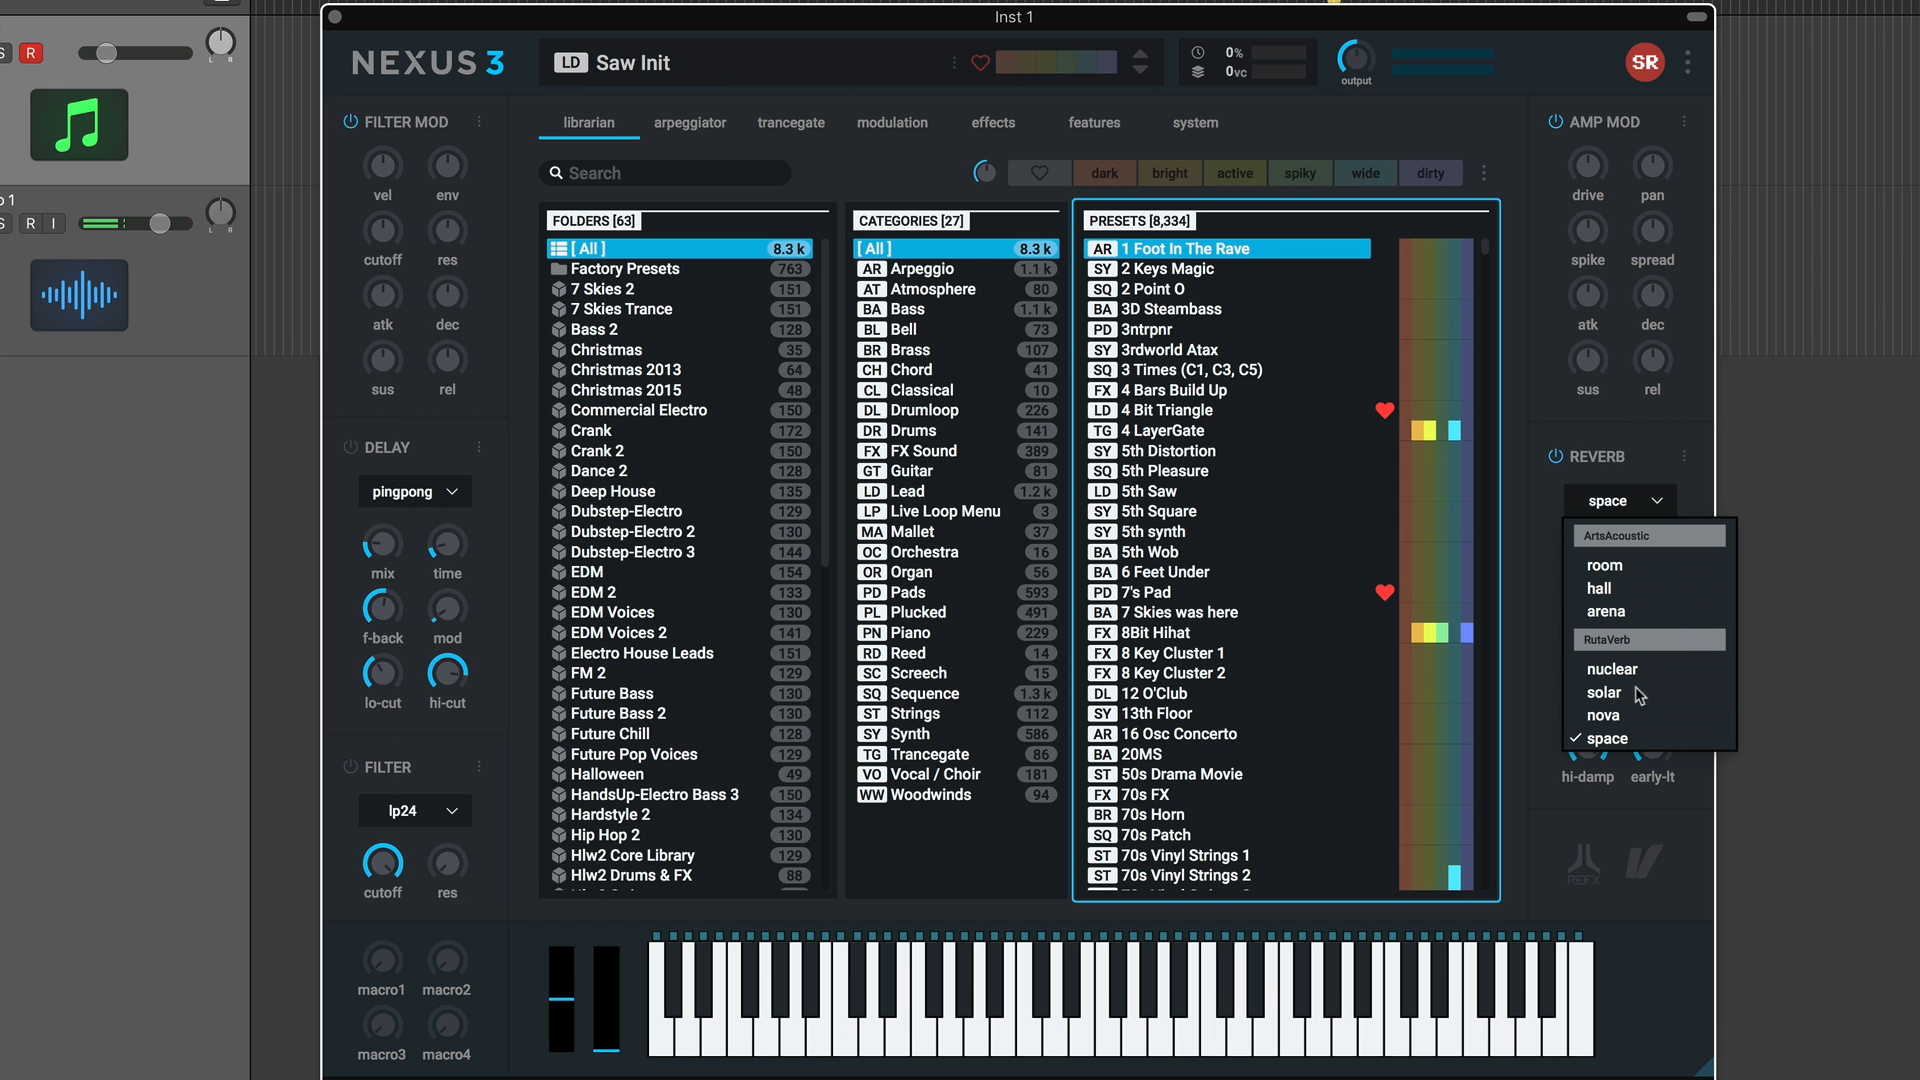 Inst 1
S R
L R
o 1
S R I
L R
NEXUS 3
LD Saw Init
0%
0vc
output
SR
FILTER MOD
vel env
cutoff res
atk dec
sus rel
DELAY
pingpong
mix time
f-back mod
lo-cut hi-cut
FILTER
lp24
cutoff res
macro1 macro2
macro3 macro4
librarian arpeggiator trancegate modulation effects features system
Search
dark bright active spiky wide dirty
FOLDERS [63]
[ All ] 8.3 k
Factory Presets 763
7 Skies 2 151
7 Skies Trance 151
Bass 2 128
Christmas 35
Christmas 2013 64
Christmas 2015 48
Commercial Electro 150
Crank 172
Crank 2 150
Dance 2 128
Deep House 135
Dubstep-Electro 129
Dubstep-Electro 2 130
Dubstep-Electro 3 144
EDM 154
EDM 2 133
EDM Voices 130
EDM Voices 2 141
Electro House Leads 151
FM 2 129
Future Bass 130
Future Bass 2 130
Future Chill 128
Future Pop Voices 129
Halloween 49
HandsUp-Electro Bass 3 150
Hardstyle 2 134
Hip Hop 2 130
Hlw2 Core Library 129
Hlw2 Drums & FX 88
CATEGORIES [27]
[ All ] 8.3 k
AR Arpeggio 1.1 k
AT Atmosphere 80
BA Bass 1.1 k
BL Bell 73
BR Brass 107
CH Chord 41
CL Classical 10
DL Drumloop 226
DR Drums 141
FX FX Sound 389
GT Guitar 81
LD Lead 1.2 k
LP Live Loop Menu 3
MA Mallet 37
OC Orchestra 16
OR Organ 56
PD Pads 593
PL Plucked 491
PN Piano 229
RD Reed 14
SC Screech 15
SQ Sequence 1.3 k
ST Strings 112
SY Synth 586
TG Trancegate 86
VO Vocal / Choir 181
WW Woodwinds 94
PRESETS [8,334]
AR 1 Foot In The Rave
SY 2 Keys Magic
SQ 2 Point O
BA 3D Steambass
PD 3ntrpnr
SY 3rdworld Atax
SQ 3 Times (C1, C3, C5)
FX 4 Bars Build Up
LD 4 Bit Triangle
TG 4 LayerGate
SY 5th Distortion
SQ 5th Pleasure
LD 5th Saw
SY 5th Square
SY 5th synth
BA 5th Wob
BA 6 Feet Under
PD 7's Pad
BA 7 Skies was here
FX 8Bit Hihat
FX 8 Key Cluster 1
FX 8 Key Cluster 2
DL 12 O'Club
SY 13th Floor
AR 16 Osc Concerto
BA 20MS
ST 50s Drama Movie
FX 70s FX
BR 70s Horn
SQ 70s Patch
ST 70s Vinyl Strings 1
ST 70s Vinyl Strings 2
AMP MOD
drive pan
spike spread
atk dec
sus rel
REVERB
space
ArtsAcoustic
room
hall
arena
RutaVerb
nuclear
solar
nova
space
hi-damp early-lt
REFX